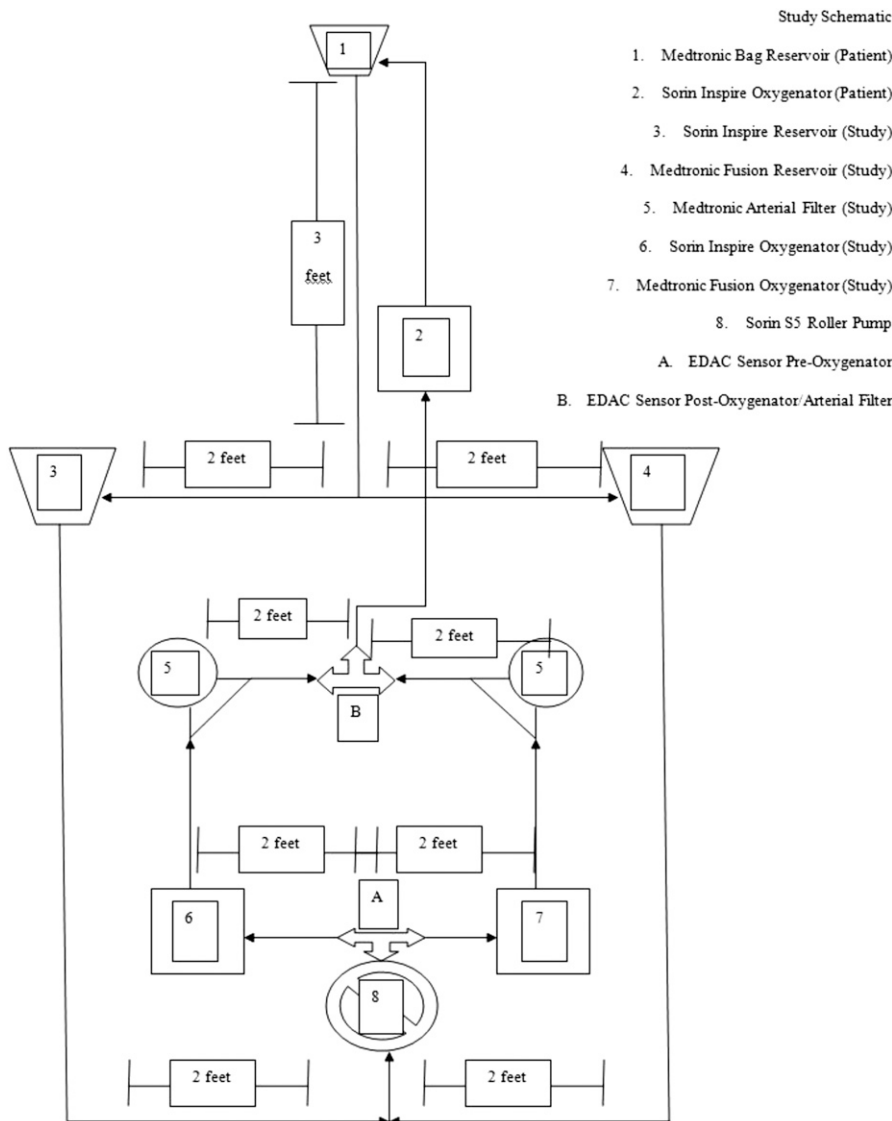 Study Schematic
1. Medtronic Bag Reservoir (Patient)
2. Sorin Inspire Oxygenator (Patient)
3. Sorin Inspire Reservoir (Study)
4. Medtronic Fusion Reservoir (Study)
5. Medtronic Arterial Filter (Study)
6. Sorin Inspire Oxygenator (Study)
7. Medtronic Fusion Oxygenator (Study)
8. Sorin S5 Roller Pump
A. EDAC Sensor Pre-Oxygenator
B. EDAC Sensor Post-Oxygenator/Arterial Filter
1
3
feet
2
2 feet
2 feet
3
4
2 feet
2 feet
5
5
B
2 feet
2 feet
A
6
7
8
2 feet
2 feet